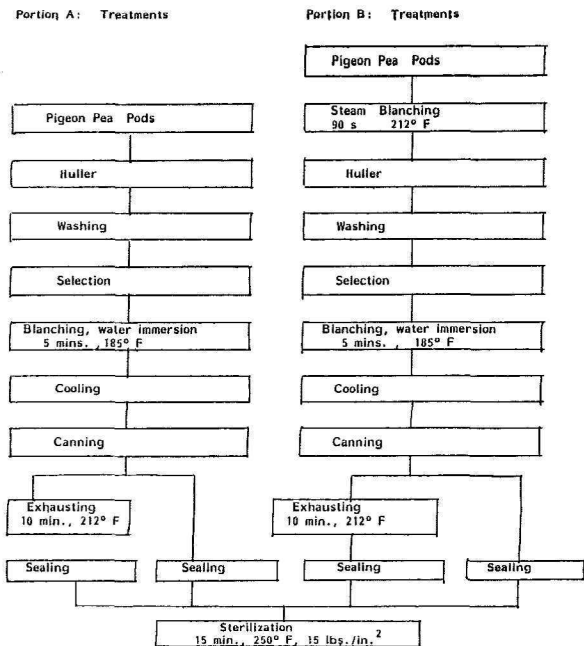 Portion A: Treatments
Pigeon Pea Pods
Huller
Washing
Selection
Blanching, water immersion
5 mins. , 185° F
Cooling
Canning
Exhausting
10 min., 212° F
Sealing
Sealing
Portion B: Treatments
Pigeon Pea Pods
Steam Blanching
90 s 212° F
Huller
Washing
Selection
Blanching, water immersion
5 mins. , 185° F
Cooling
Canning
Exhausting
10 min., 212° F
Sealing
Sealing
Sterilization
15 min., 250° F, 15 lbs./in.²